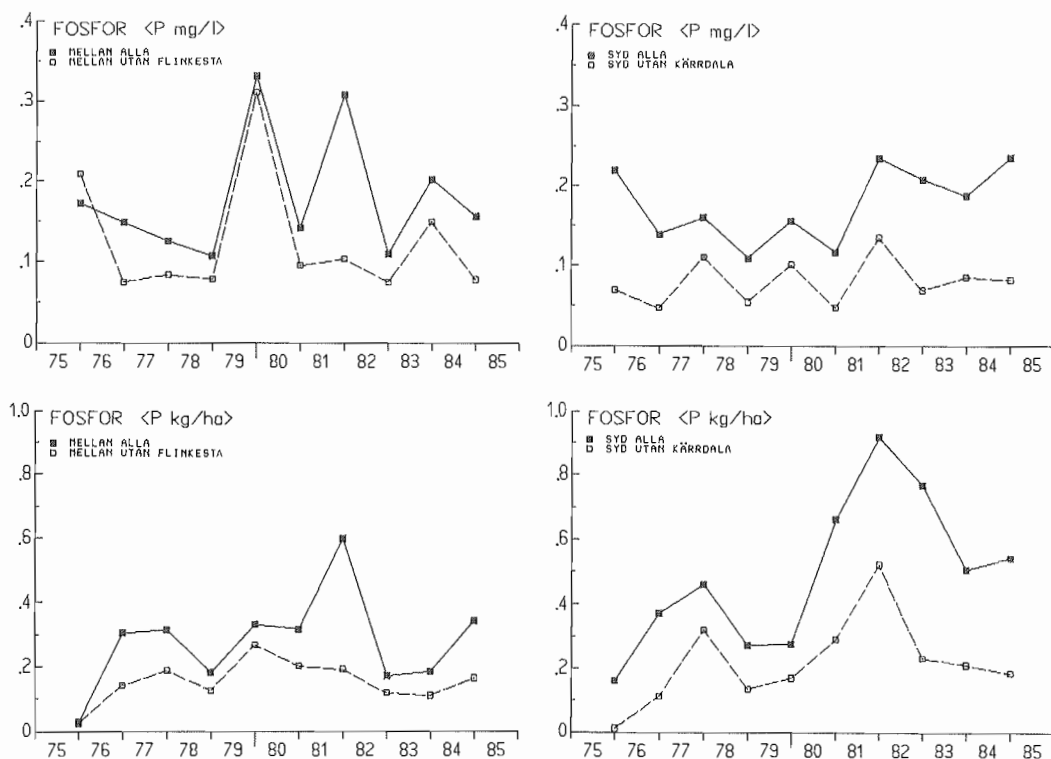 FOSFOR <P mg/l>
MELLAN ALLA
MELLAN UTAN FLINKESTA
.4
.3
.2
.1
0
75 76 77 78 79 80 81 82 83 84 85
FOSFOR <P mg/l>
SYD ALLA
SYD UTAN KÄRRDALA
.4
.3
.2
.1
0
75 76 77 78 79 80 81 82 83 84 85
FOSFOR <P kg/ha>
MELLAN ALLA
MELLAN UTAN FLINKESTA
1.0
.8
.6
.4
.2
0
75 76 77 78 79 80 81 82 83 84 85
FOSFOR <P kg/ha>
SYD ALLA
SYD UTAN KÄRRDALA
1.0
.8
.6
.4
.2
0
75 76 77 78 79 80 81 82 83 84 85